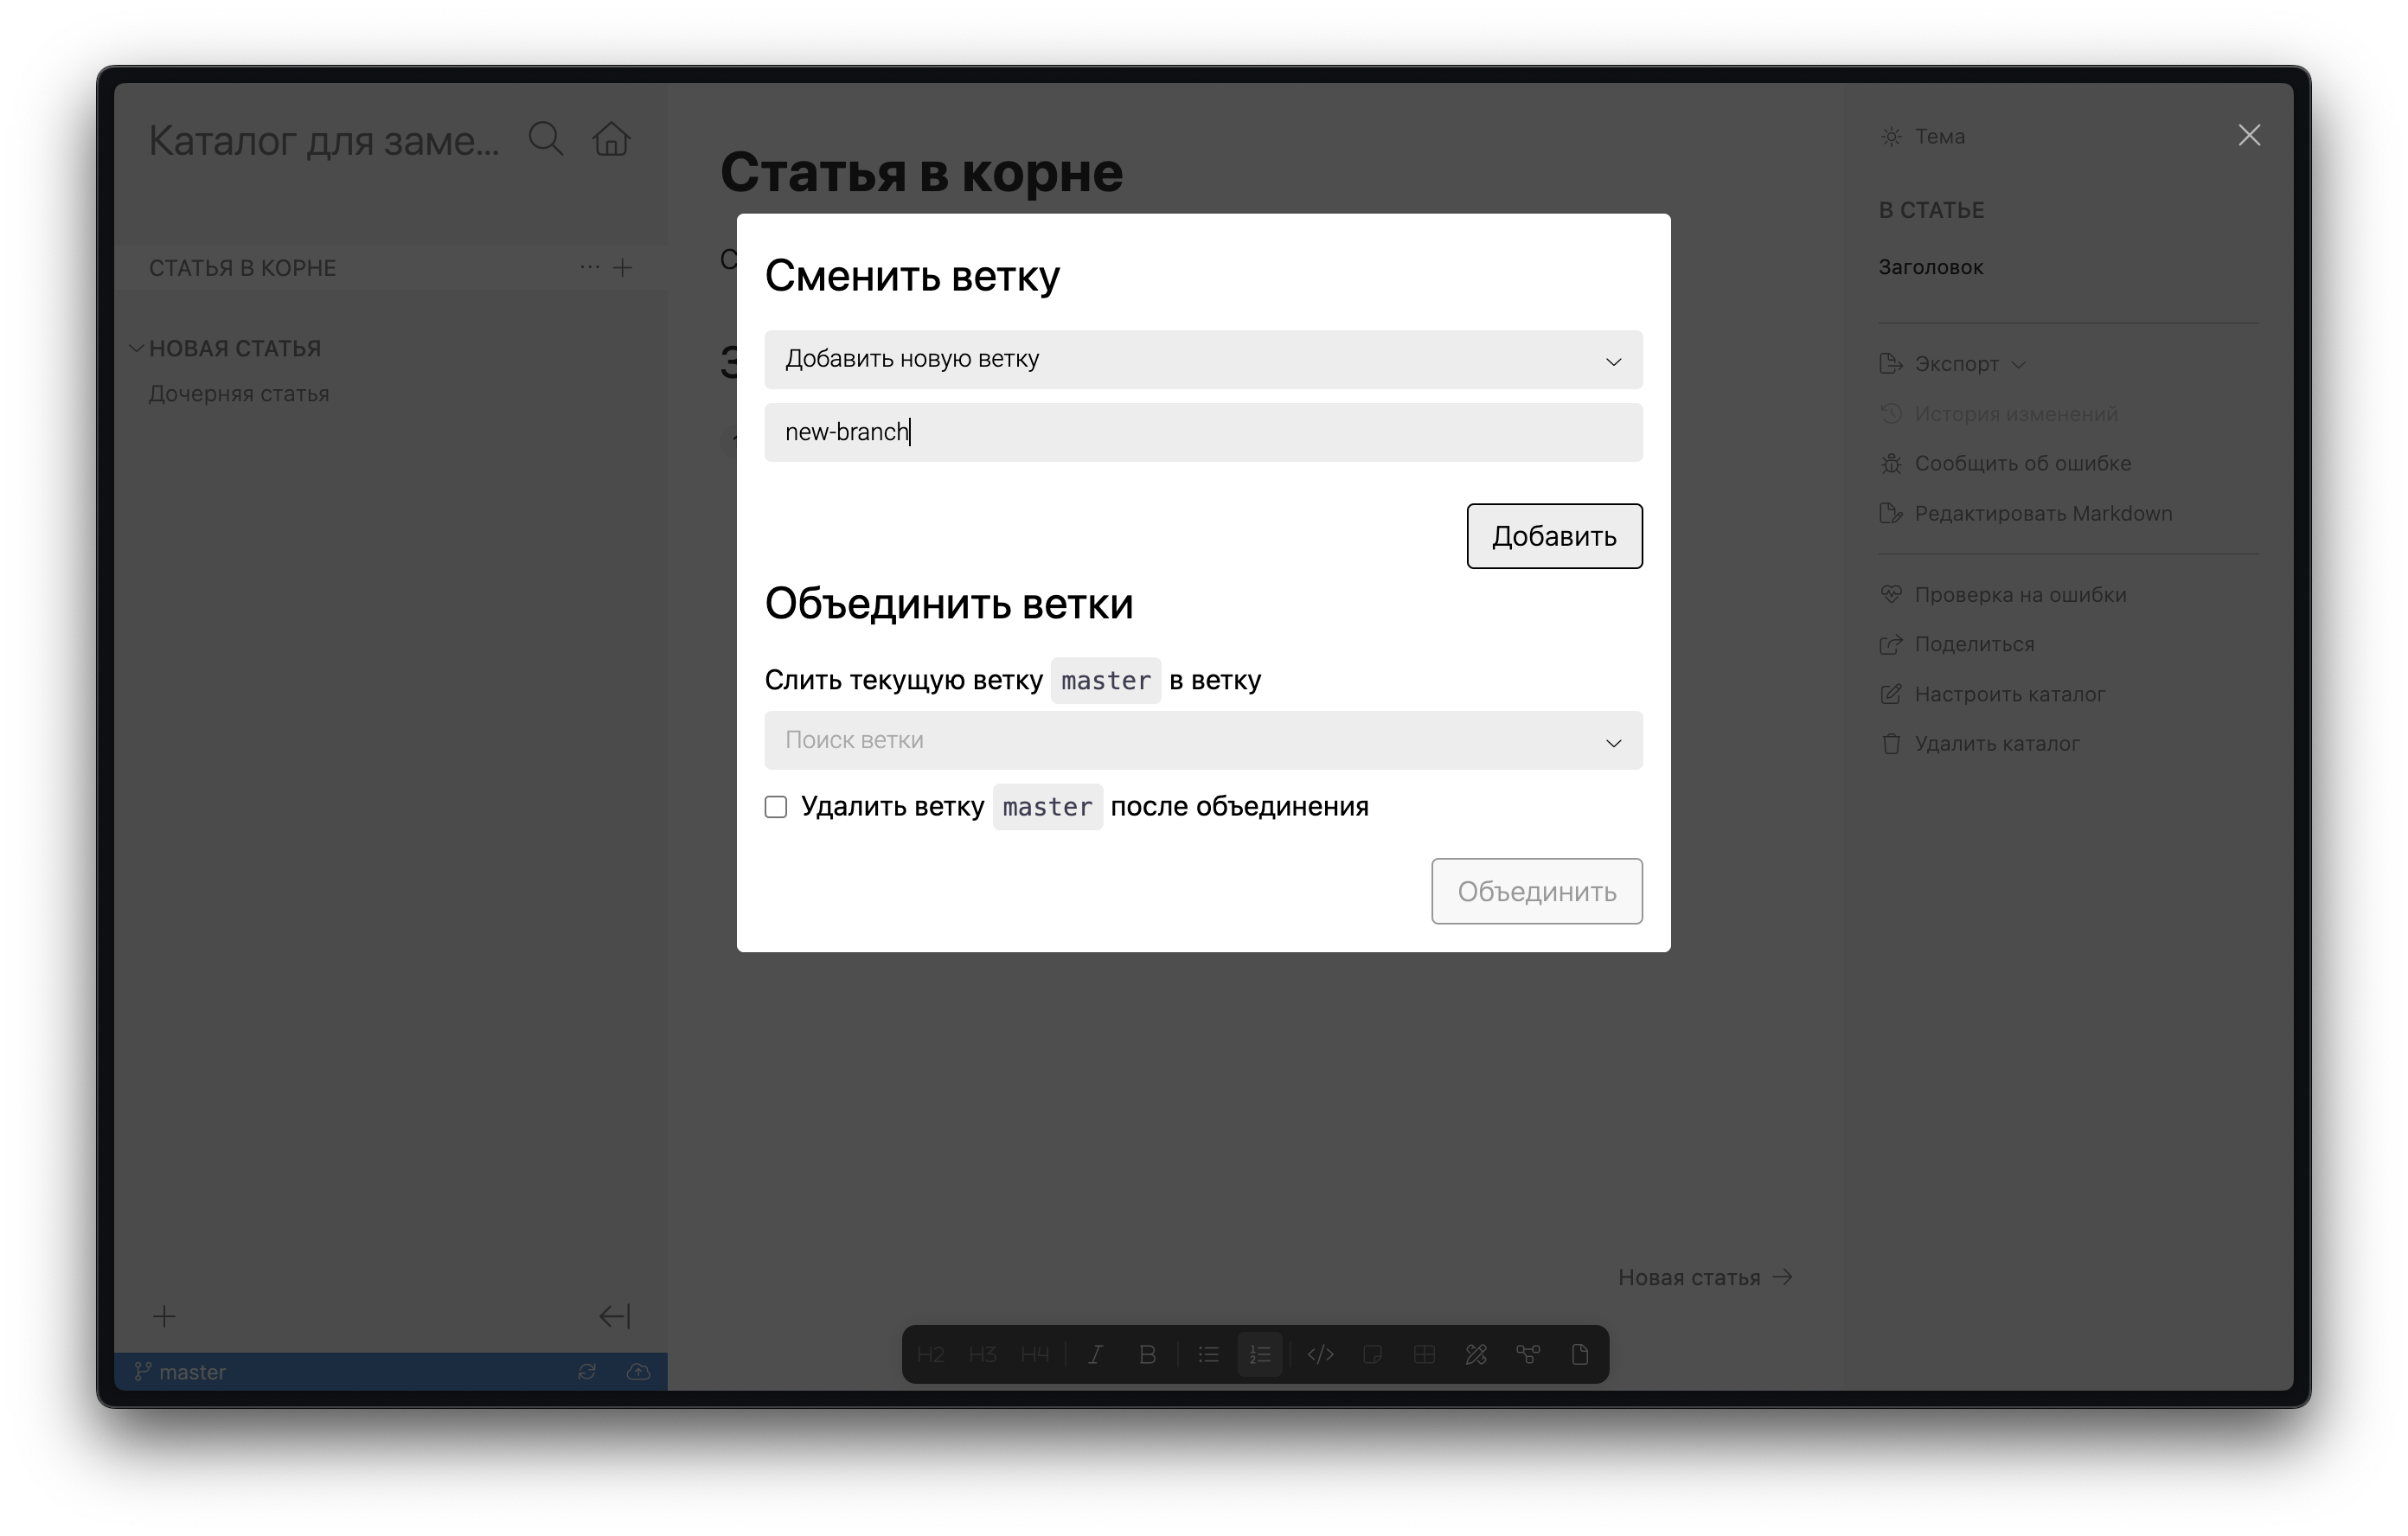 Каталог для заме...
СТАТЬЯ В КОРНЕ
НОВАЯ СТАТЬЯ
Дочерняя статья
master
Статья в корне
С
З
Сменить ветку
Добавить новую ветку
new-branch
Добавить
Объединить ветки
Слить текущую ветку master в ветку
Поиск ветки
Удалить ветку master после объединения
Объединить
Новая статья
H2 H3 H4 I B
Тема
В СТАТЬЕ
Заголовок
Экспорт
История изменений
Сообщить об ошибке
Редактировать Markdown
Проверка на ошибки
Поделиться
Настроить каталог
Удалить каталог